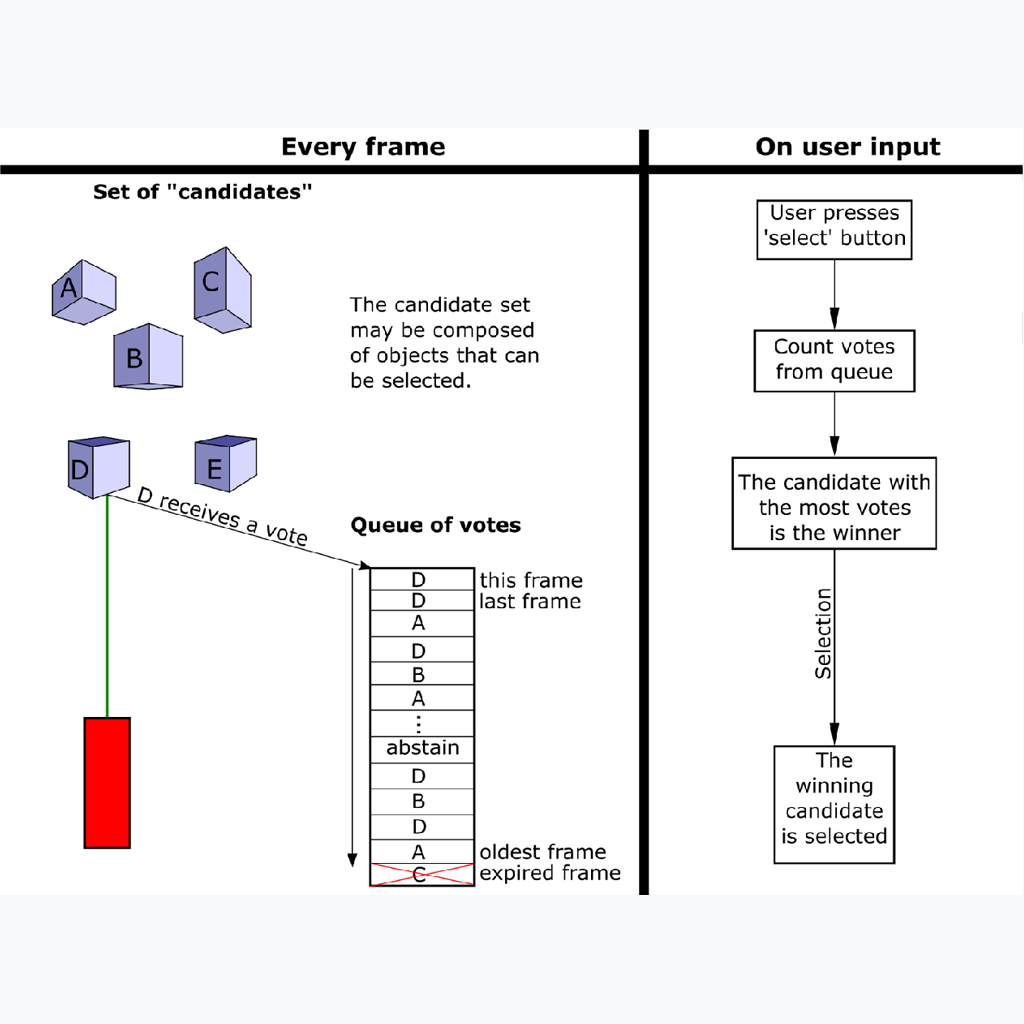 Every frame
On user input
Set of "candidates"
A
C
B
The candidate set
may be composed
of objects that can
be selected.
D
E
D receives a vote
Queue of votes
D this frame
D last frame
A
D
B
A
⋮
abstain
D
B
D
A oldest frame
C expired frame
User presses
'select' button
Count votes
from queue
The candidate with
the most votes
is the winner
Selection
The
winning
candidate
is selected